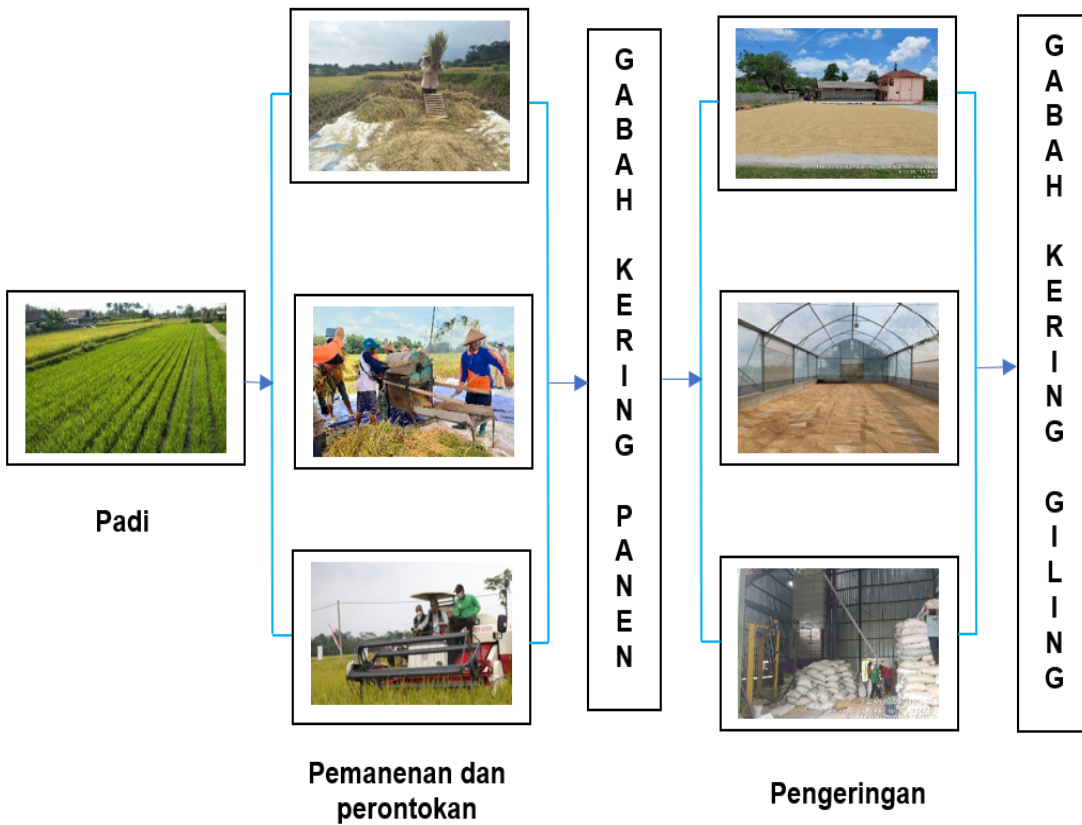 Padi
Pemanenan dan
perontokan
GABAH KERING PANEN
Pengeringan
GABAH KERING GILING